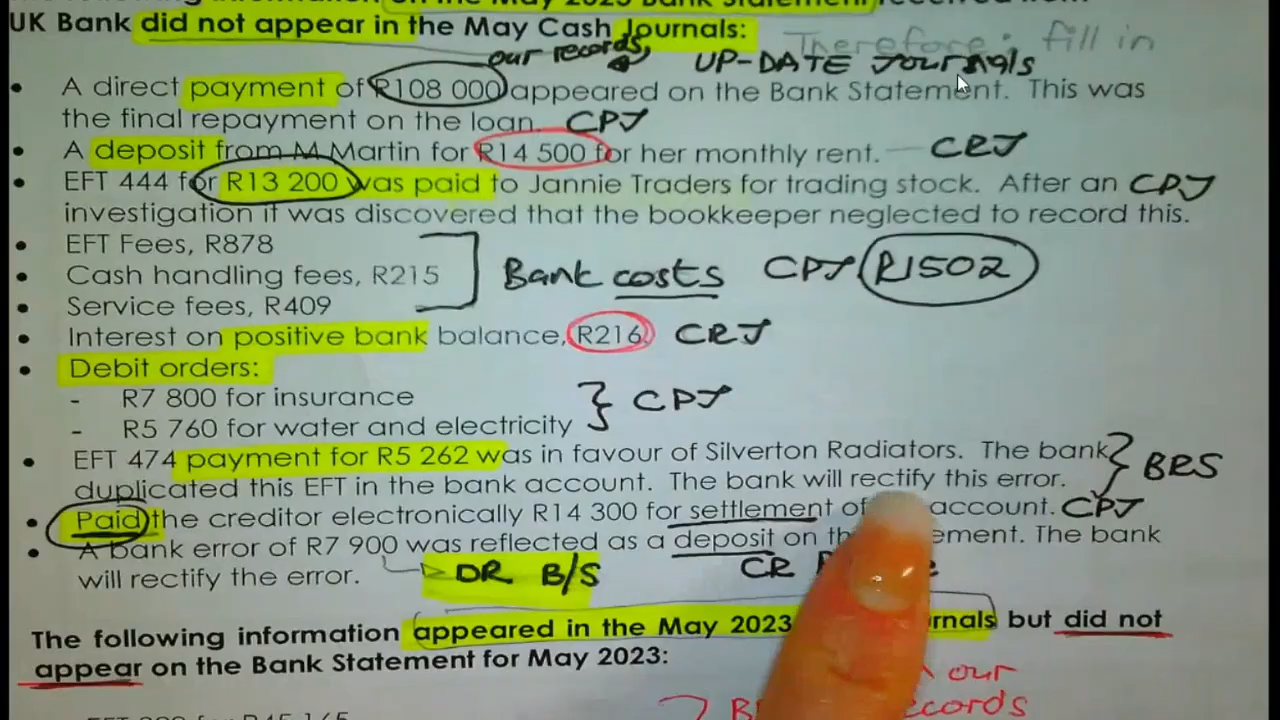 UK Bank did not appear in the May Cash Journals: Therefore: fill in
our records, UP-DATE Journals
• A direct payment of R108 000 appeared on the Bank Statement. This was
the final repayment on the loan. CPJ
• A deposit from M Martin for R14 500 for her monthly rent. CRJ
• EFT 444 for R13 200 was paid to Jannie Traders for trading stock. After an CPJ
investigation it was discovered that the bookkeeper neglected to record this.
• EFT Fees, R878
• Cash handling fees, R215 Bank costs CPJ R1502
• Service fees, R409
• Interest on positive bank balance, R216. CRJ
• Debit orders:
- R7 800 for insurance CPJ
- R5 760 for water and electricity
• EFT 474 payment for R5 262 was in favour of Silverton Radiators. The bank
duplicated this EFT in the bank account. The bank will rectify this error. BRS
• Paid the creditor electronically R14 300 for settlement of account. CPJ
• A bank error of R7 900 was reflected as a deposit on The bank
will rectify the error. DR B/S CR
The following information appeared in the May 2023 but did not
appear on the Bank Statement for May 2023:
our
records